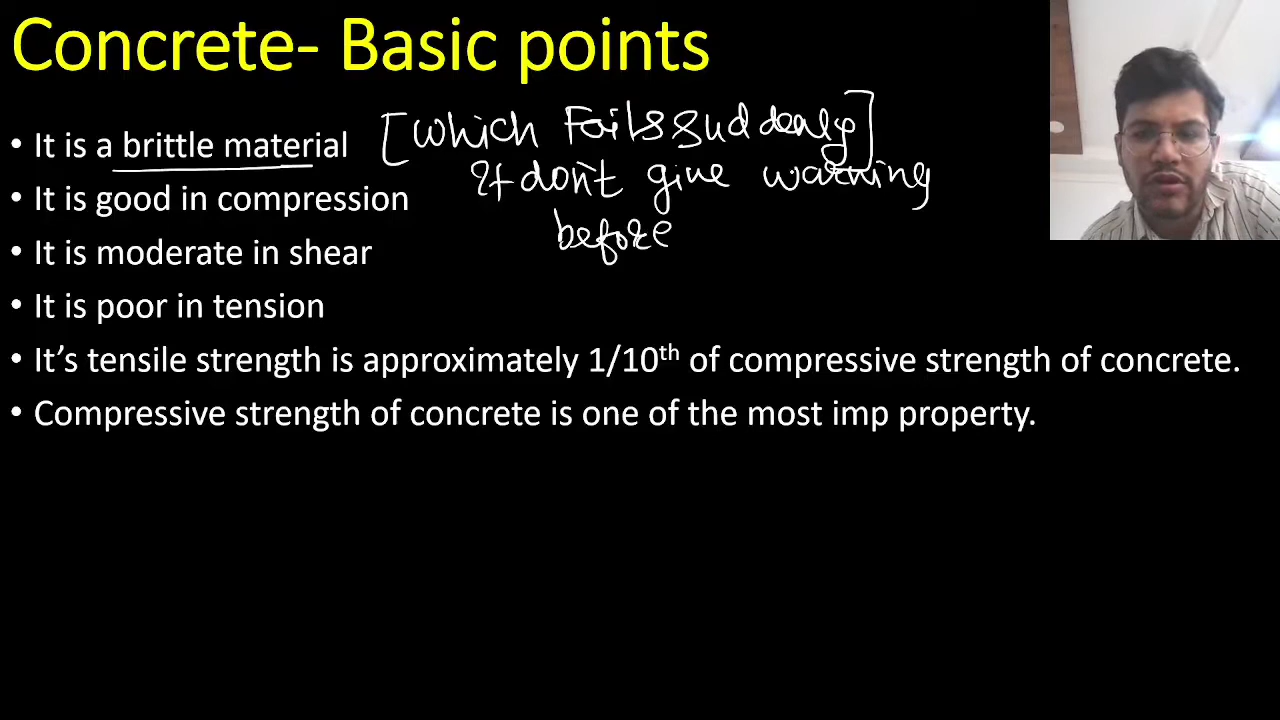 Concrete- Basic points
• It is a brittle material [which Fails suddenly]
It don't give warning
before
• It is good in compression
• It is moderate in shear
• It is poor in tension
• It’s tensile strength is approximately 1/10th of compressive strength of concrete.
• Compressive strength of concrete is one of the most imp property.